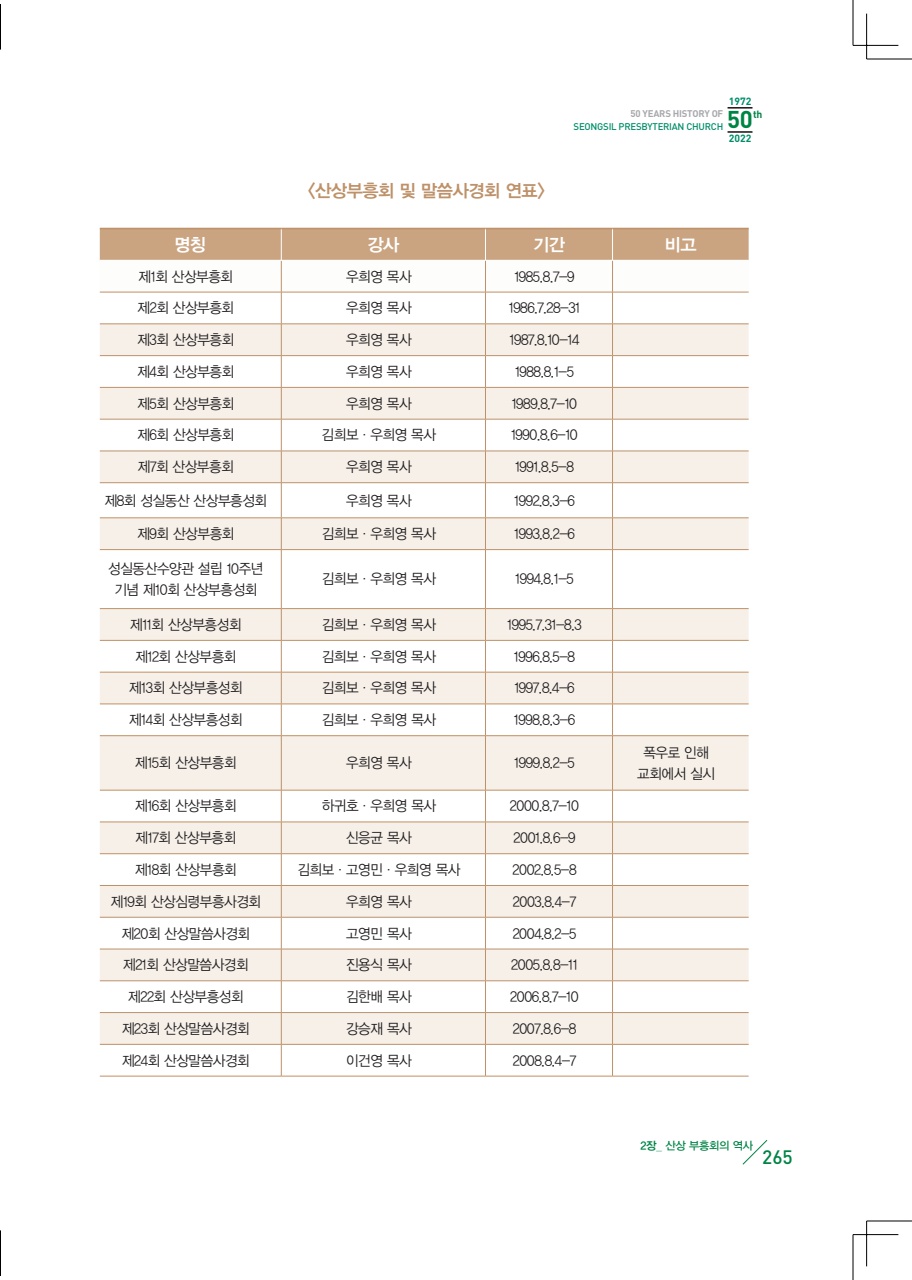 1972
50 YEARS HISTORY OF
SEONGSIL PRESBYTERIAN CHURCH
50th
2022
〈산상부흥회 및 말씀사경회 연표〉
명칭 강사 기간 비고
제1회 산상부흥회 우희영 목사 1985.8.7-9
제2회 산상부흥회 우희영 목사 1986.7.28-31
제3회 산상부흥회 우희영 목사 1987.8.10-14
제4회 산상부흥회 우희영 목사 1988.8.1-5
제5회 산상부흥회 우희영 목사 1989.8.7-10
제6회 산상부흥회 김희보 · 우희영 목사 1990.8.6-10
제7회 산상부흥회 우희영 목사 1991.8.5-8
제8회 성실동산 산상부흥성회 우희영 목사 1992.8.3-6
제9회 산상부흥회 김희보 · 우희영 목사 1993.8.2-6
성실동산수양관 설립 10주년
기념 제10회 산상부흥성회 김희보 · 우희영 목사 1994.8.1-5
제11회 산상부흥성회 김희보 · 우희영 목사 1995.7.31-8.3
제12회 산상부흥회 김희보 · 우희영 목사 1996.8.5-8
제13회 산상부흥성회 김희보 · 우희영 목사 1997.8.4-6
제14회 산상부흥성회 김희보 · 우희영 목사 1998.8.3-6
제15회 산상부흥회 우희영 목사 1999.8.2-5 폭우로 인해
교회에서 실시
제16회 산상부흥회 하귀호 · 우희영 목사 2000.8.7-10
제17회 산상부흥회 신응균 목사 2001.8.6-9
제18회 산상부흥회 김희보 · 고영민 · 우희영 목사 2002.8.5-8
제19회 산상심령부흥사경회 우희영 목사 2003.8.4-7
제20회 산상말씀사경회 고영민 목사 2004.8.2-5
제21회 산상말씀사경회 진용식 목사 2005.8.8-11
제22회 산상부흥성회 김한배 목사 2006.8.7-10
제23회 산상말씀사경회 강승재 목사 2007.8.6-8
제24회 산상말씀사경회 이건영 목사 2008.8.4-7
2장_ 산상 부흥회의 역사 265